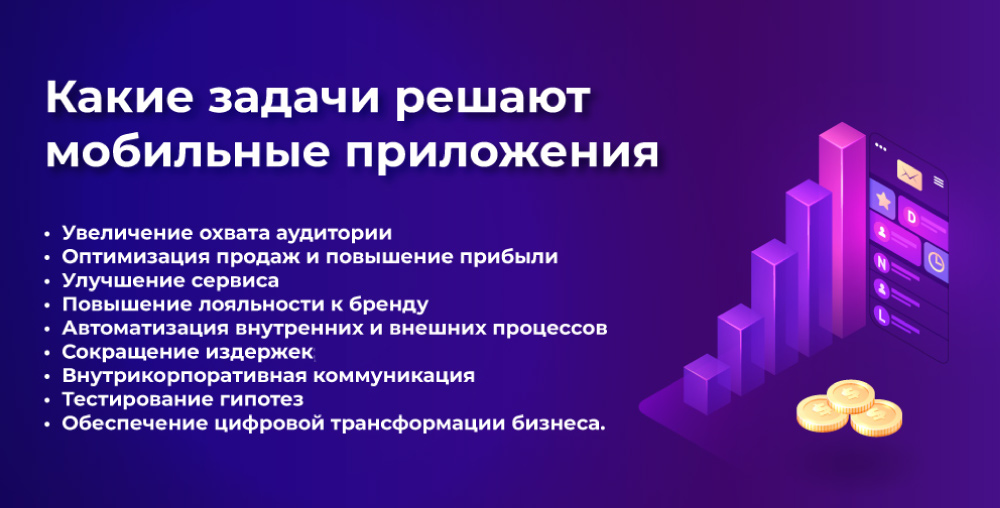 Какие задачи решают
мобильные приложения
• Увеличение охвата аудитории
• Оптимизация продаж и повышение прибыли
• Улучшение сервиса
• Повышение лояльности к бренду
• Автоматизация внутренних и внешних процессов
• Сокращение издержек
• Внутрикорпоративная коммуникация
• Тестирование гипотез
• Обеспечение цифровой трансформации бизнеса.
D
N
L